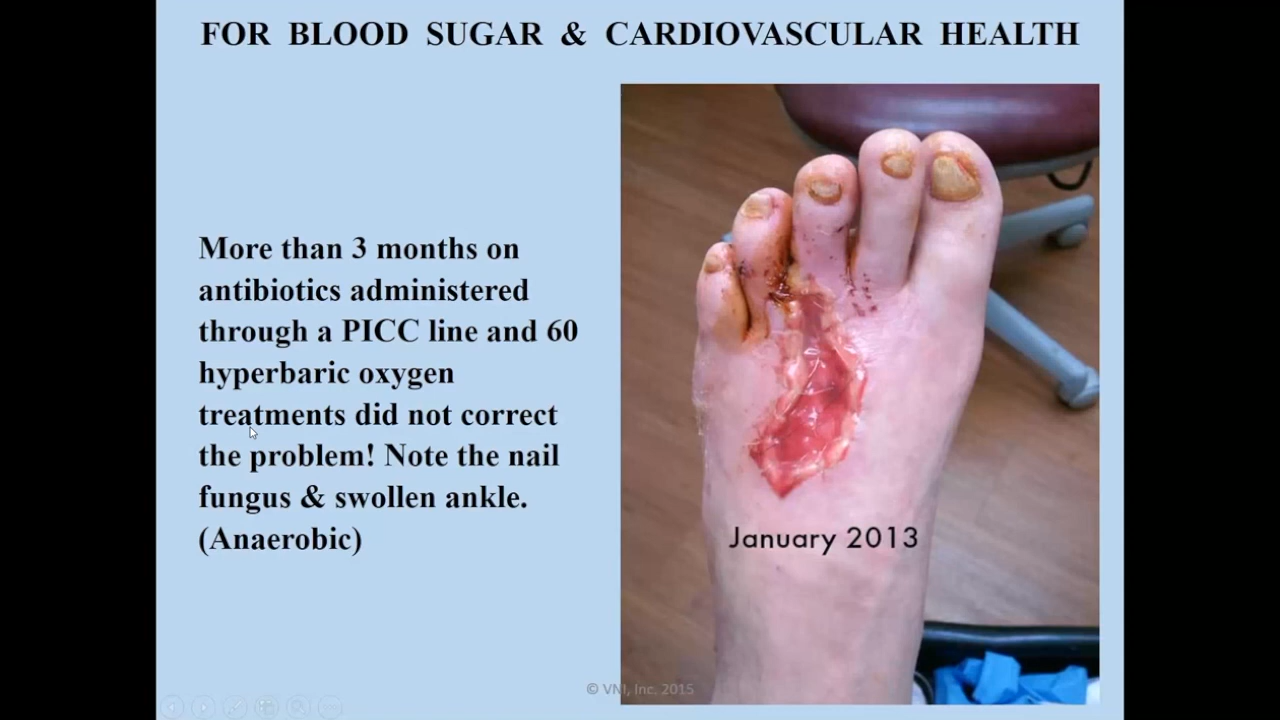 FOR BLOOD SUGAR & CARDIOVASCULAR HEALTH
More than 3 months on
antibiotics administered
through a PICC line and 60
hyperbaric oxygen
treatments did not correct
the problem! Note the nail
fungus & swollen ankle.
(Anaerobic)
January 2013
© VNI, Inc. 2015